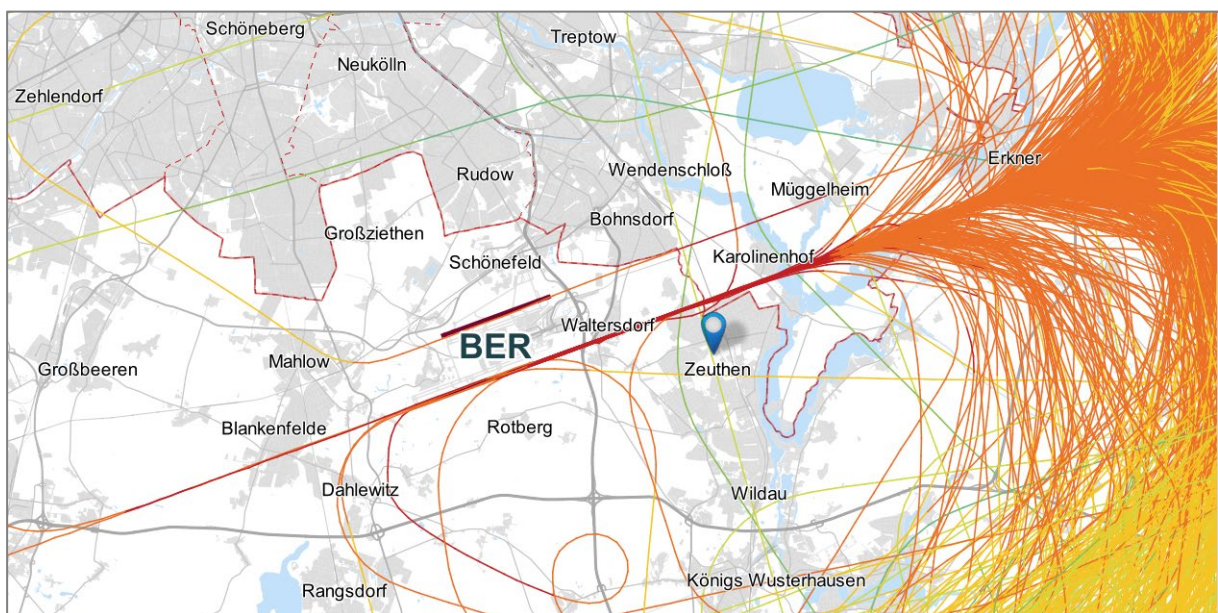 Schöneberg
Treptow
Neukölln
Zehlendorf
Erkner
Wendenschloß
Rudow
Müggelheim
Bohnsdorf
Großziethen
Karolinenhof
Schönefeld
Waltersdorf
BER
Mahlow
Großbeeren
Zeuthen
Blankenfelde
Rotberg
Dahlewitz
Wildau
Königs Wusterhausen
Rangsdorf